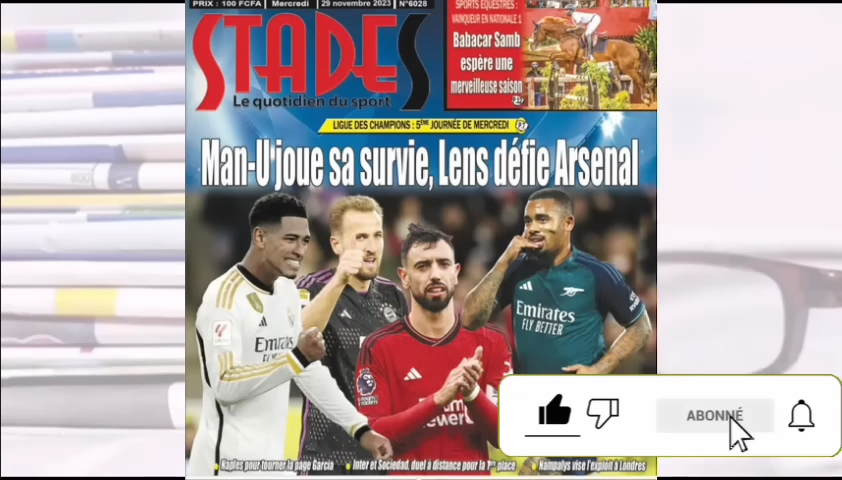 PRIX : 100 FCFA | Mercredi | 29 novembre 2023 | N°6028
STADES
Le quotidien du sport
SPORTS EQUESTRES :
VAINQUEUR EN NATIONALE 1
Babacar Samb
espère une
merveilleuse saison
LIGUE DES CHAMPIONS : 5ÈME JOURNÉE DE MERCREDI P.7
Man-U joue sa survie, Lens défie Arsenal
Emirates
FLY BETTER
Emirates
FLY
Naples pour tourner la page Garcia
Inter et Sociedad, duel à distance pour la 1ère place
Nampalys vise l'exploit à Londres
ABONNÉ